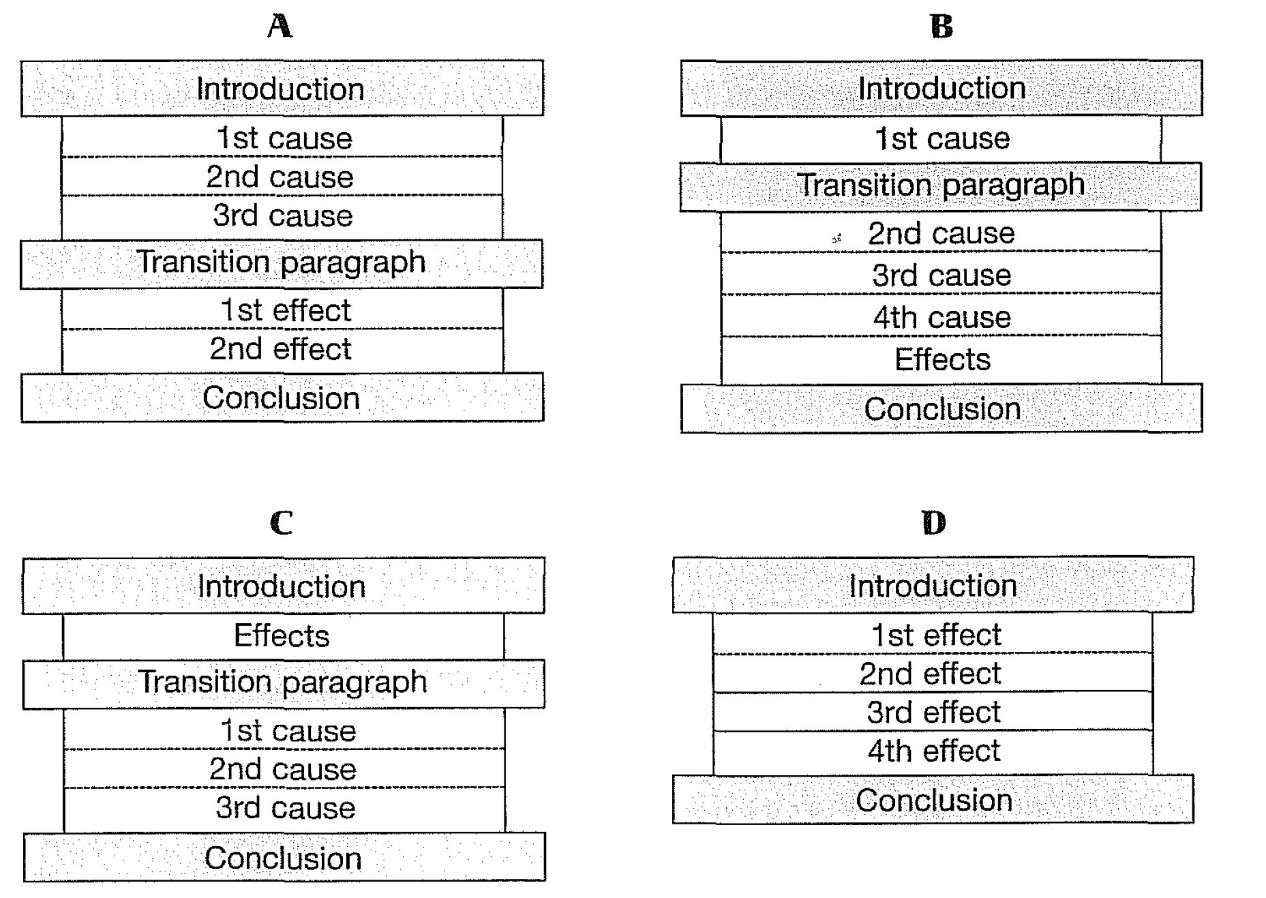 A
Introduction
1st cause
2nd cause
3rd cause
Transition paragraph
1st effect
2nd effect
Conclusion
B
Introduction
1st cause
Transition paragraph
2nd cause
3rd cause
4th cause
Effects
Conclusion
C
Introduction
Effects
Transition paragraph
1st cause
2nd cause
3rd cause
Conclusion
D
Introduction
1st effect
2nd effect
3rd effect
4th effect
Conclusion